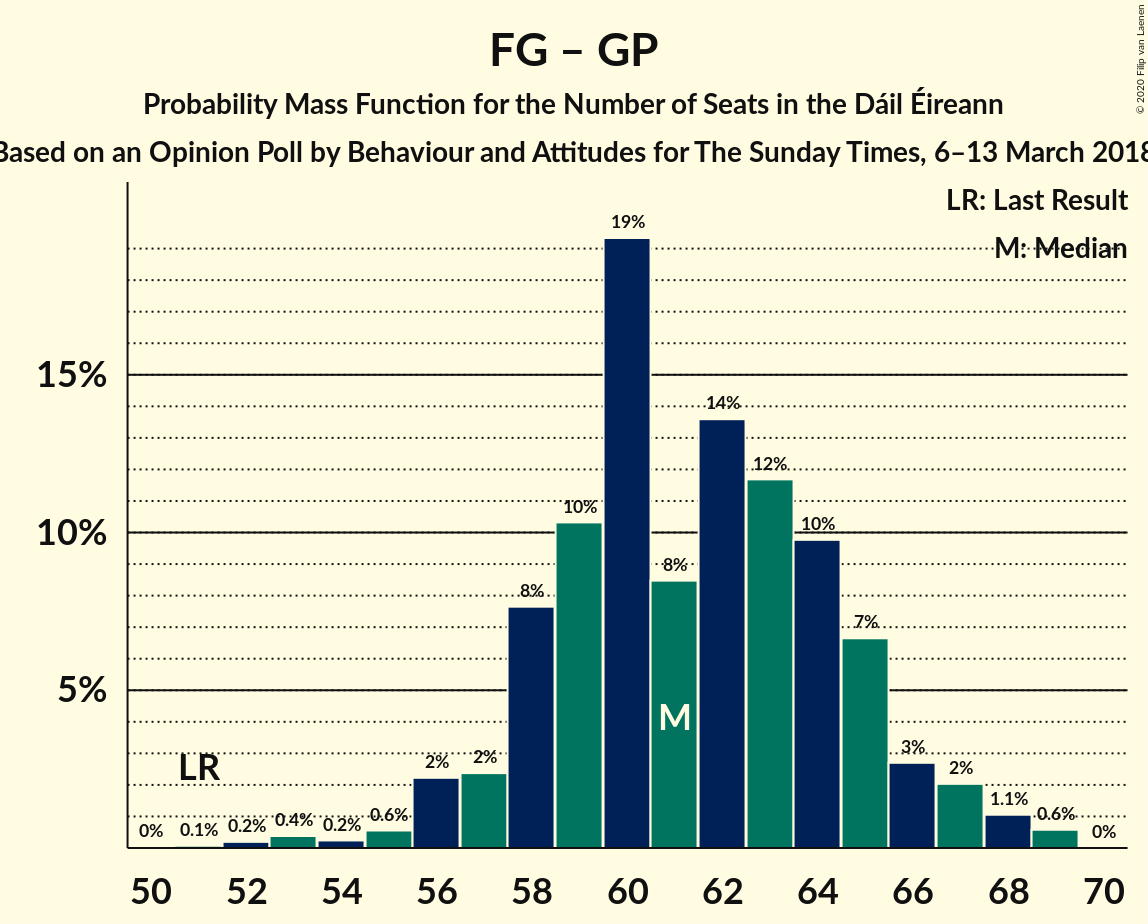 FG – GP
Probability Mass Function for the Number of Seats in the Dáil Éireann
Based on an Opinion Poll by Behaviour and Attitudes for The Sunday Times, 6–13 March 2018
© 2020 Filip van Laenen
LR: Last Result
M: Median
15%
10%
5%
0%
0.1%
0.2%
0.4%
0.2%
0.6%
2%
2%
8%
10%
19%
8%
14%
12%
10%
7%
3%
2%
1.1%
0.6%
0%
LR
M
50 52 54 56 58 60 62 64 66 68 70